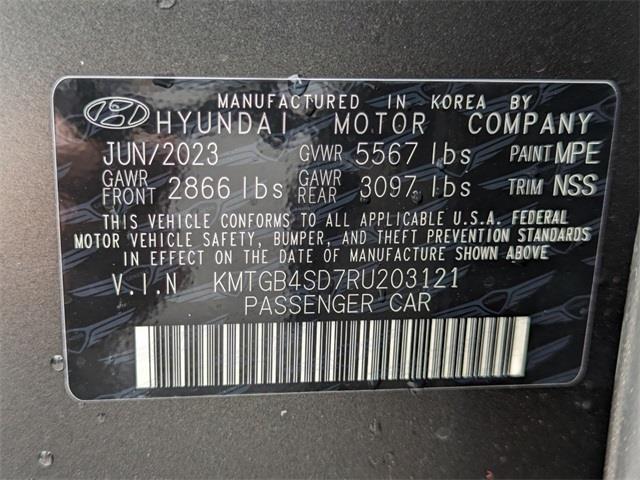 MANUFACTURED IN KOREA BY
HYUNDAI MOTOR COMPANY
JUN/2023 GVWR 5567 lbs PAINT MPE
GAWR FRONT 2866 lbs GAWR REAR 3097 lbs TRIM NSS
THIS VEHICLE CONFORMS TO ALL APPLICABLE U.S.A. FEDERAL
MOTOR VEHICLE SAFETY, BUMPER, AND THEFT PREVENTION STANDARDS
IN EFFECT ON THE DATE OF MANUFACTURE SHOWN ABOVE
V.I.N KMTGB4SD7RU203121
PASSENGER CAR